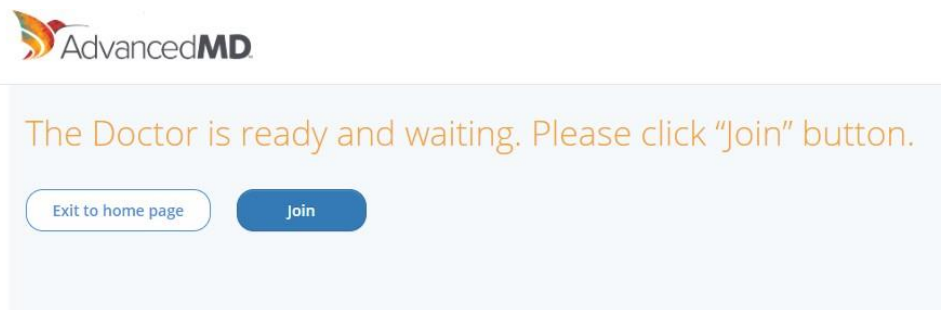 AdvancedMD
The Doctor is ready and waiting. Please click “Join” button.
Exit to home page
Join